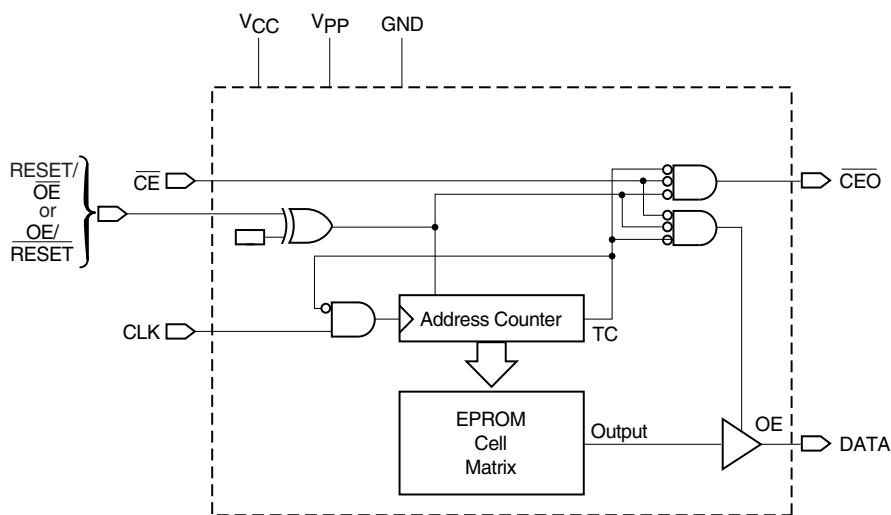 VCC VPP GND
RESET/
OE
or
OE/
RESET
CE
CEO
CLK
Address Counter
TC
EPROM
Cell
Matrix
Output
OE
DATA